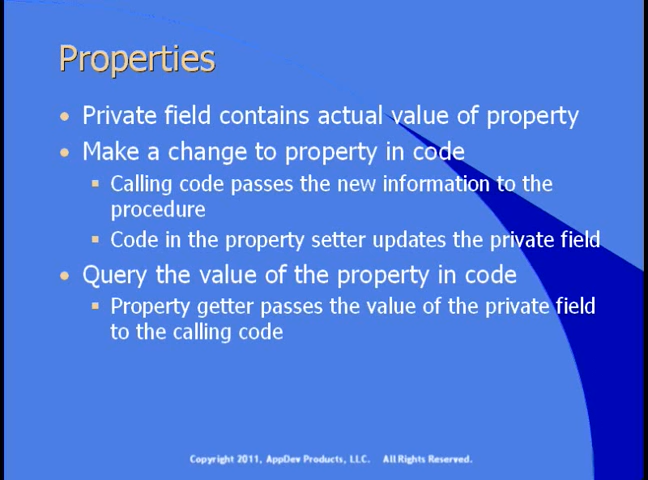 Properties
• Private field contains actual value of property
• Make a change to property in code
▪ Calling code passes the new information to the
procedure
▪ Code in the property setter updates the private field
• Query the value of the property in code
▪ Property getter passes the value of the private field
to the calling code
Copyright 2011, AppDev Products, LLC. All Rights Reserved.